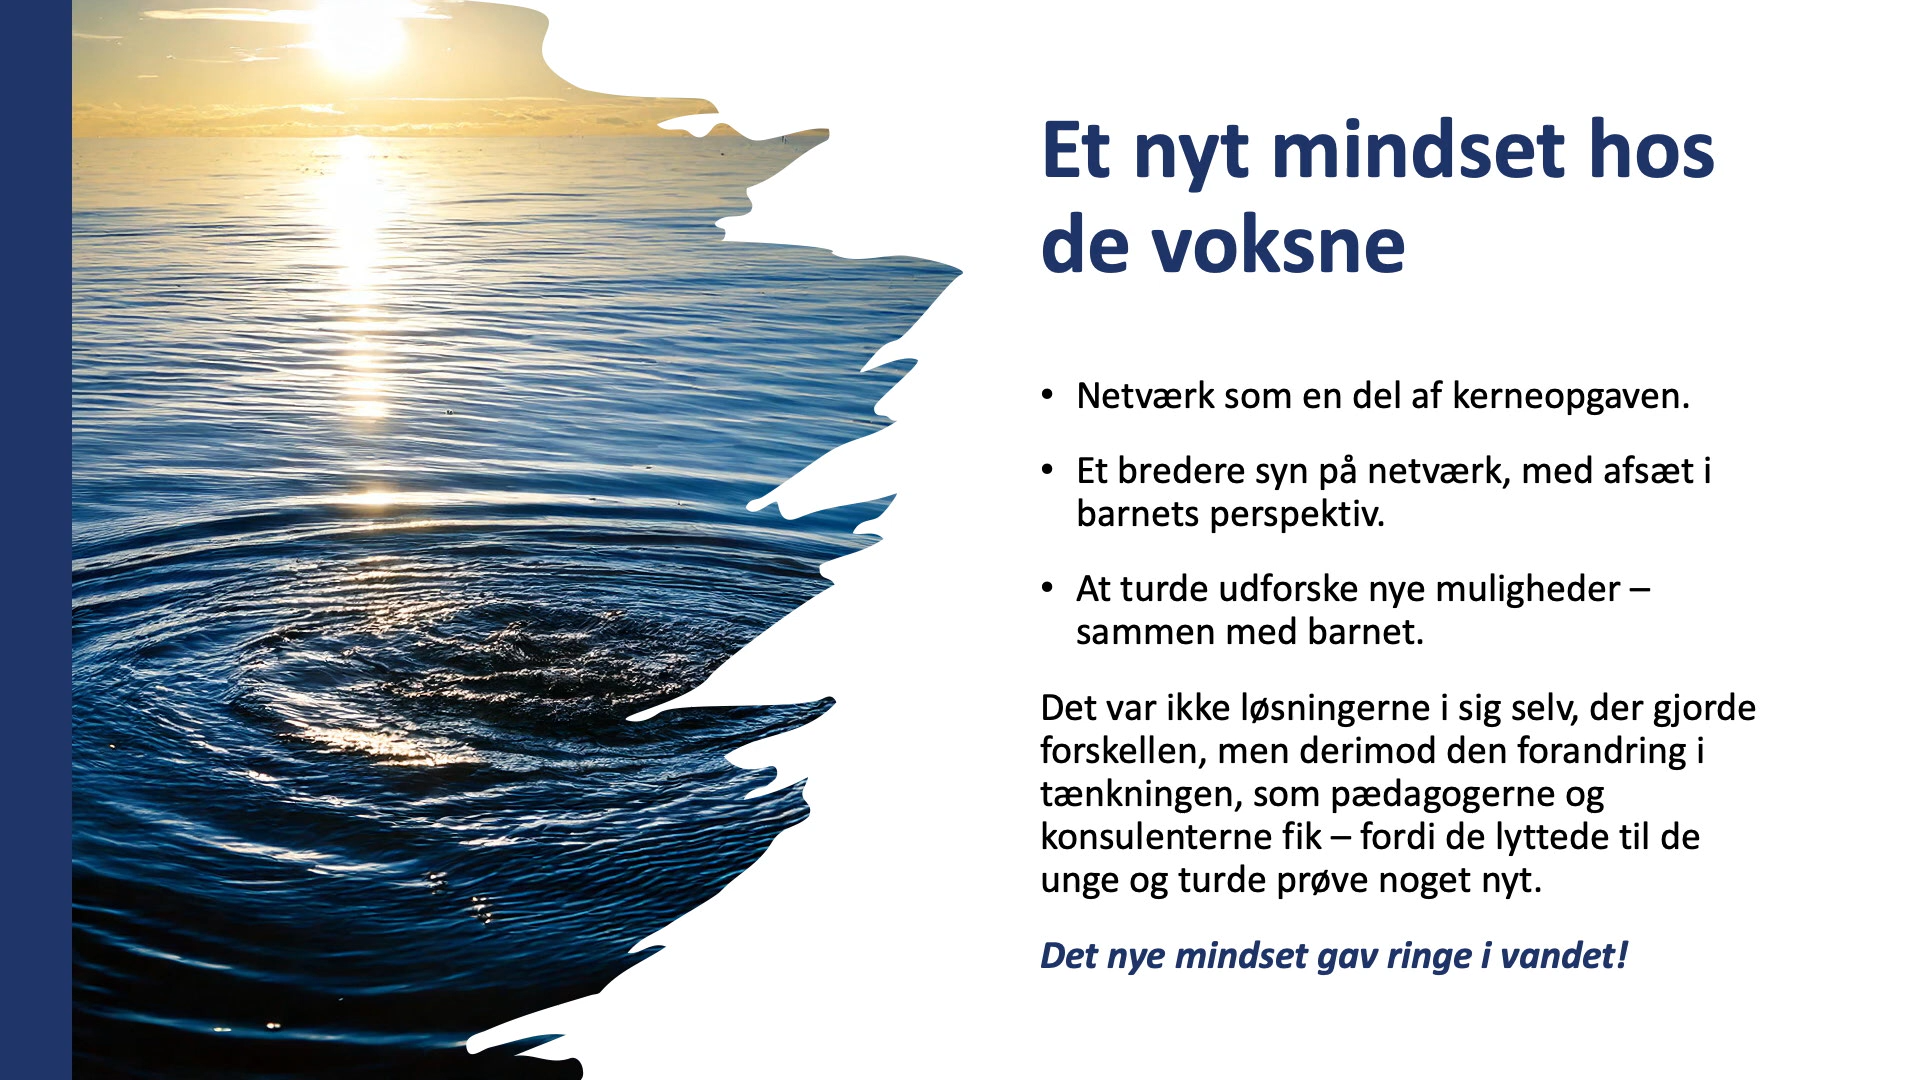 Et nyt mindset hos
de voksne
• Netværk som en del af kerneopgaven.
• Et bredere syn på netværk, med afsæt i
barnets perspektiv.
• At turde udforske nye muligheder –
sammen med barnet.
Det var ikke løsningerne i sig selv, der gjorde
forskellen, men derimod den forandring i
tænkningen, som pædagogerne og
konsulenterne fik – fordi de lyttede til de
unge og turde prøve noget nyt.
Det nye mindset gav ringe i vandet!